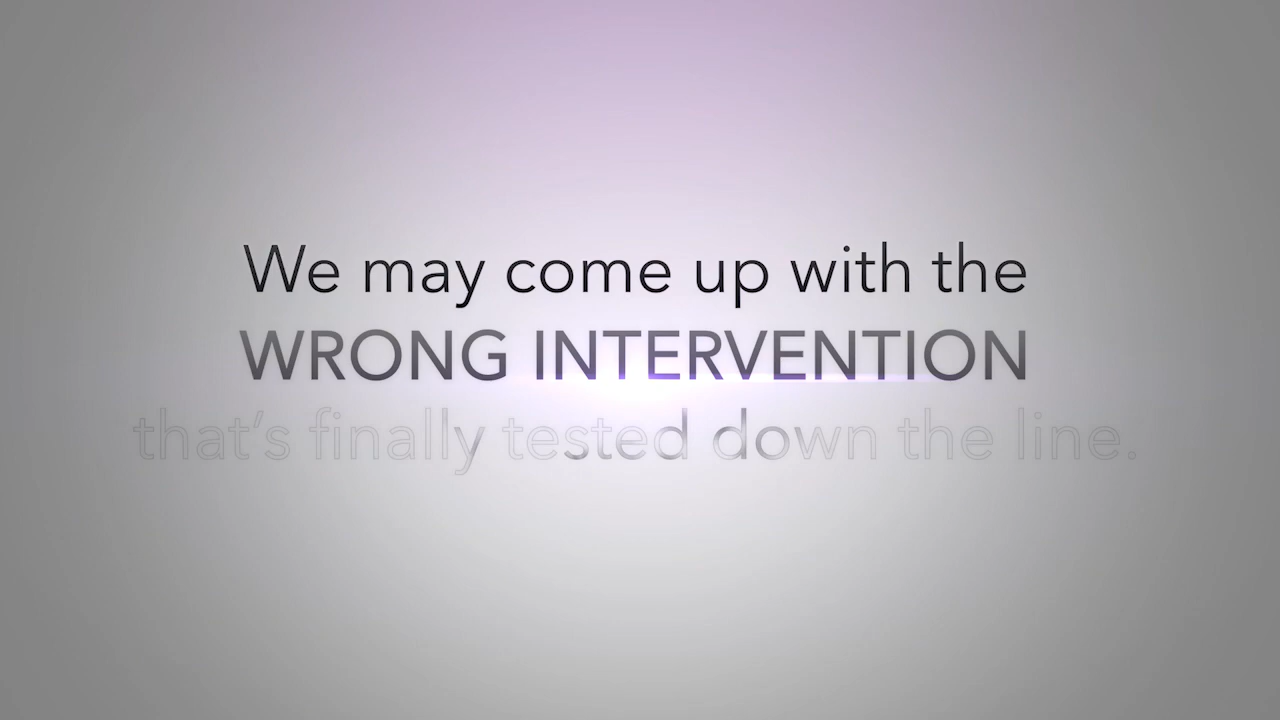 We may come up with the
WRONG INTERVENTION
that’s finally tested down the line.